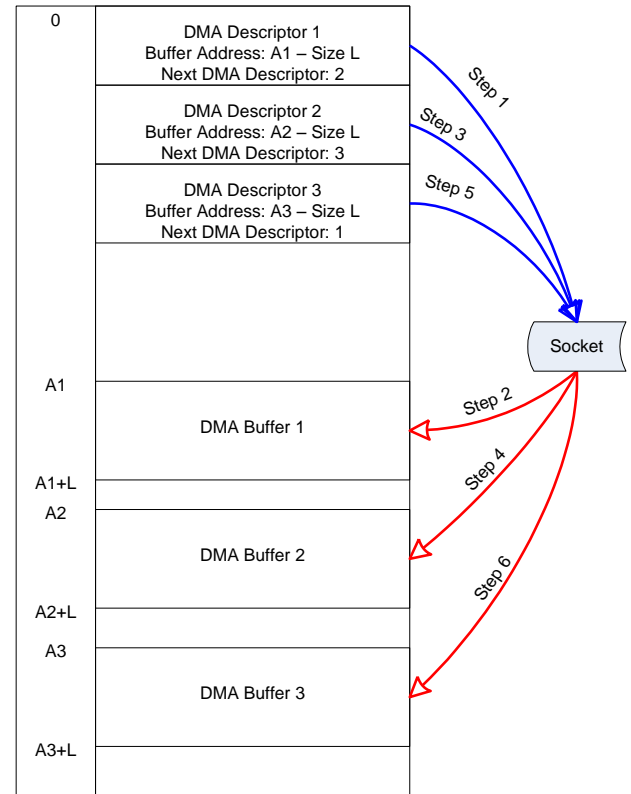 0
DMA Descriptor 1
Buffer Address: A1 – Size L
Next DMA Descriptor: 2
DMA Descriptor 2
Buffer Address: A2 – Size L
Next DMA Descriptor: 3
DMA Descriptor 3
Buffer Address: A3 – Size L
Next DMA Descriptor: 1
Step 1
Step 3
Step 5
Socket
A1
DMA Buffer 1
Step 2
A1+L
A2
Step 4
DMA Buffer 2
Step 6
A2+L
A3
DMA Buffer 3
A3+L